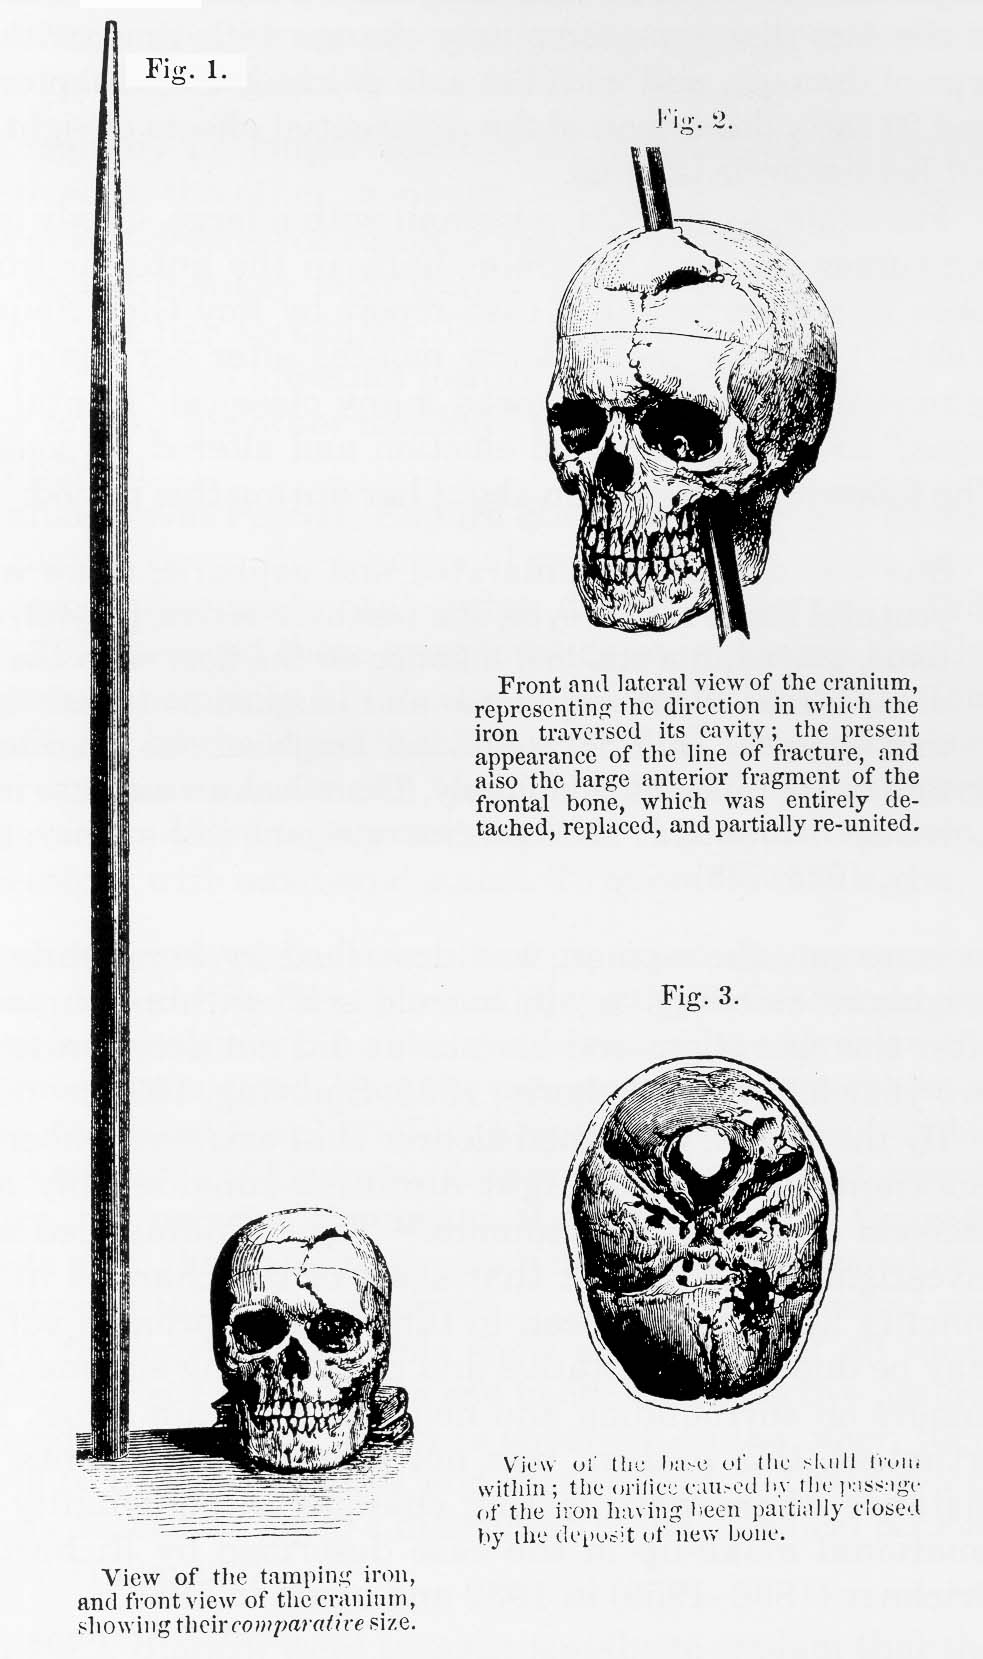 Fig. 1.
View of the tamping iron,
and front view of the cranium,
showing their comparative size.
Fig. 2.
Front and lateral view of the cranium,
representing the direction in which the
iron traversed its cavity; the present
appearance of the line of fracture, and
also the large anterior fragment of the
frontal bone, which was entirely de-
tached, replaced, and partially re-united.
Fig. 3.
View of the base of the skull from
within; the orifice caused by the passage
of the iron having been partially closed
by the deposit of new bone.